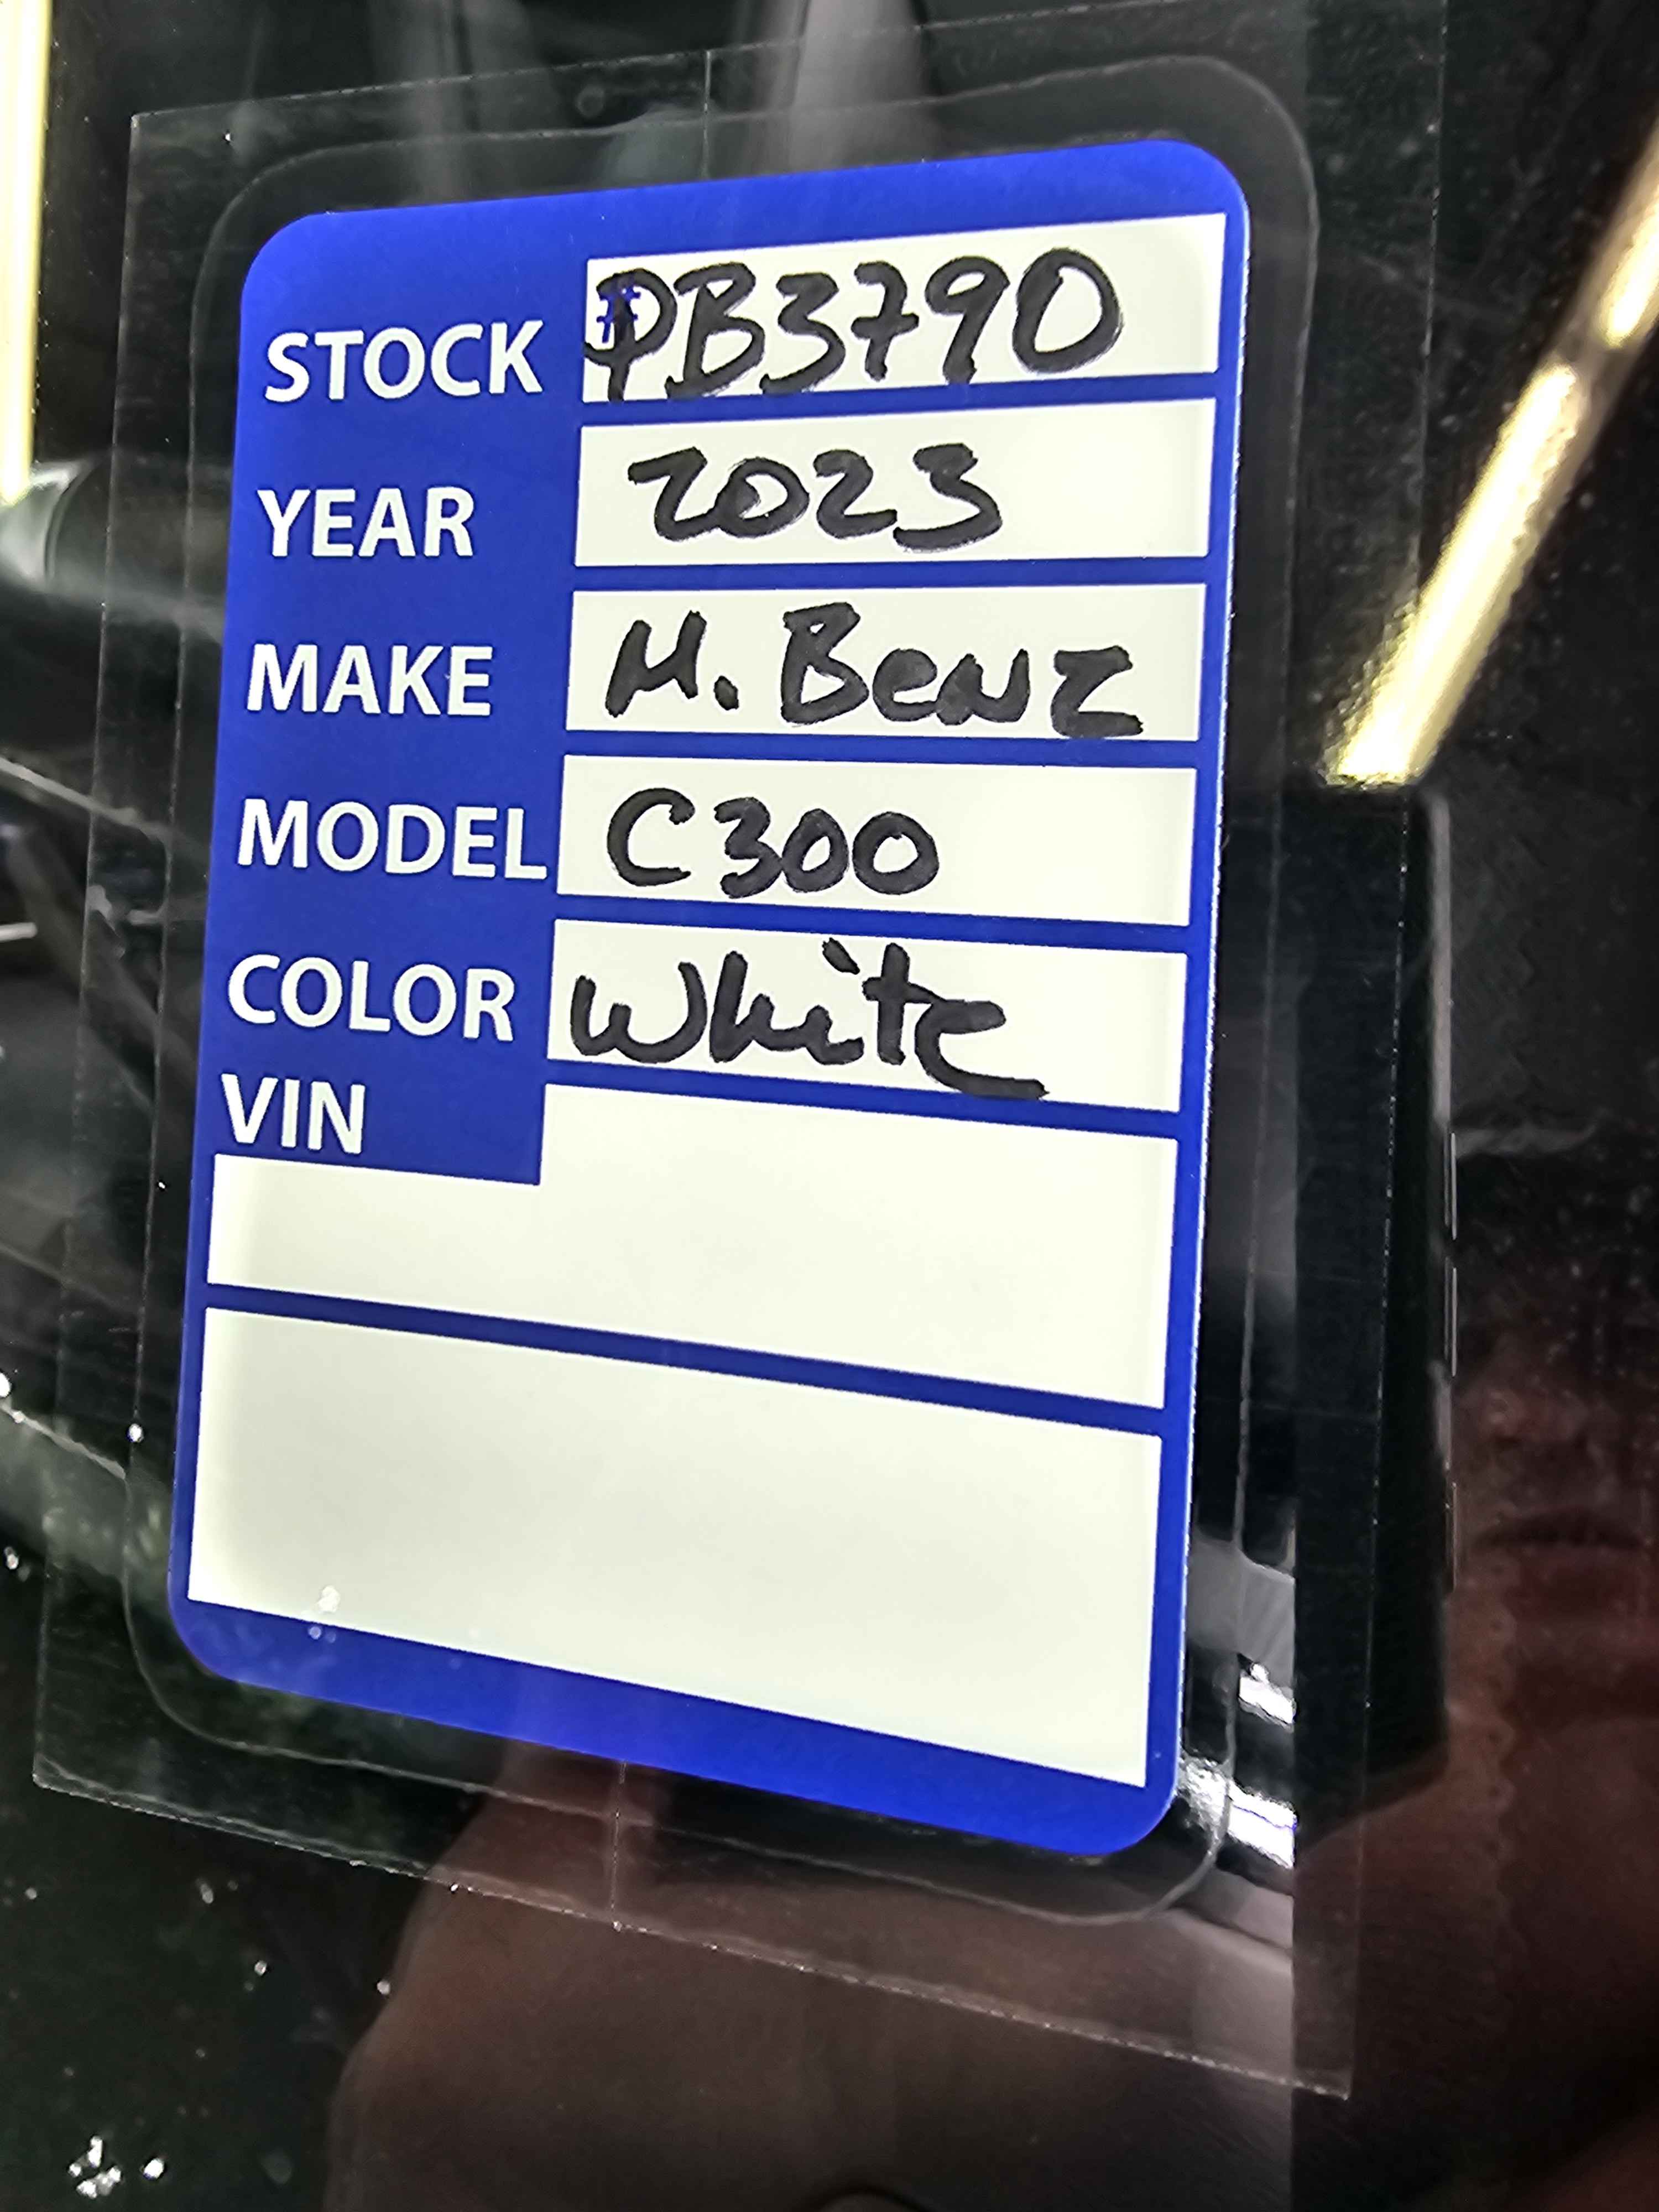 STOCK # PB3790
YEAR 2023
MAKE M. Benz
MODEL C300
COLOR White
VIN